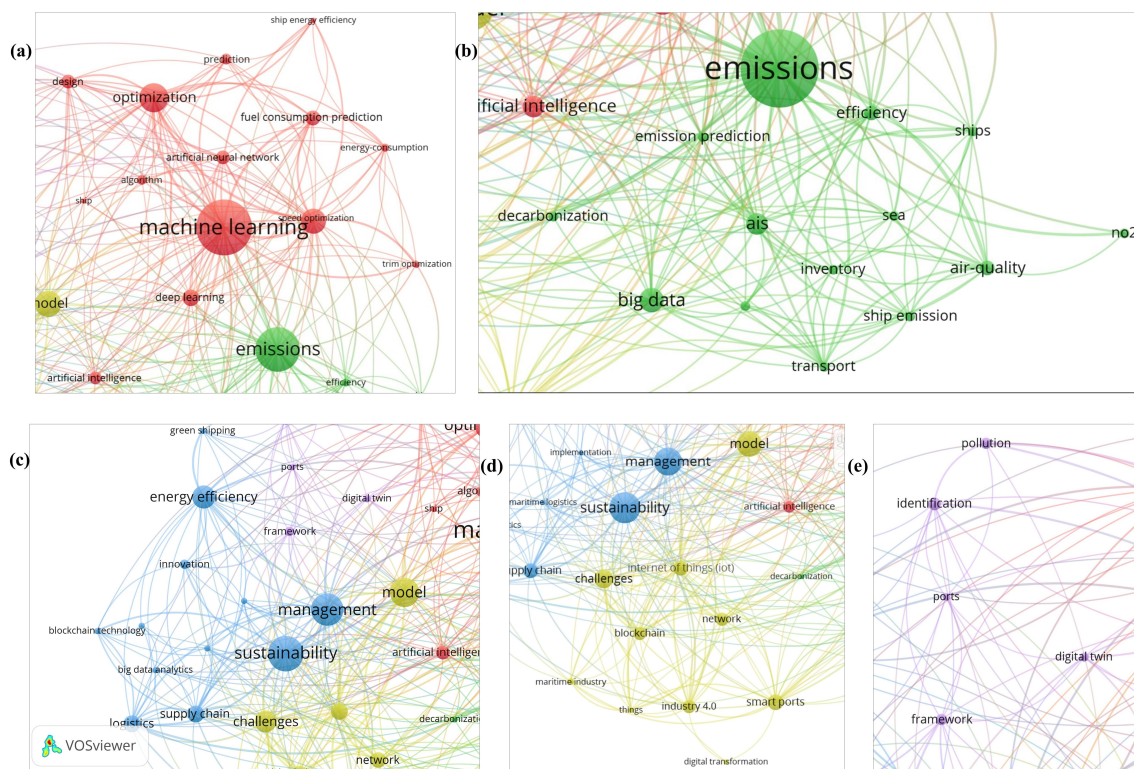 (a)
ship energy efficiency
prediction
design
optimization
fuel consumption prediction
energy-consumption
artificial neural network
algorithm
ship
machine learning
speed optimization
trim optimization
deep learning
model
emissions
artificial intelligence
efficiency
(b)
emissions
ificial intelligence
efficiency
emission prediction
ships
decarbonization
ais
sea
no2
inventory
air-quality
big data
ship emission
transport
(c)
green shipping
ports
energy efficiency
digital twin
algo
ship
framework
ma
innovation
model
management
blockchain technology
sustainability
artificial intelligen
big data analytics
supply chain
challenges
logistics
decarbonization
network
VOSviewer
(d)
model
implementation
management
maritime logistics
sustainability
artificial intelligence
tics
upply chain
internet of things (iot)
challenges
decarbonization
network
blockchain
maritime industry
things
industry 4.0
smart ports
digital transformation
(e)
pollution
identification
ports
digital twin
framework